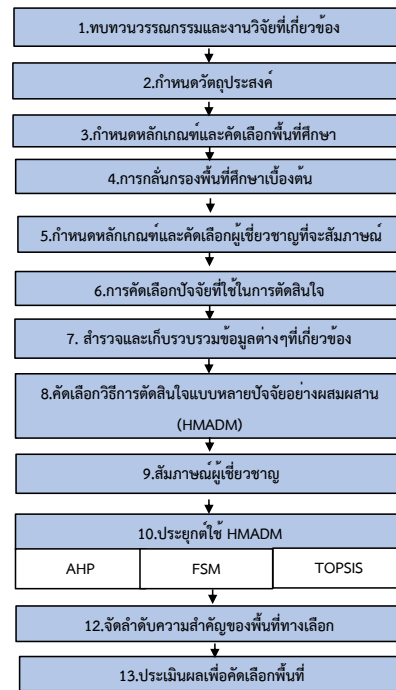 1.ทบทวนวรรณกรรมและงานวิจัยที่เกี่ยวข้อง
2.กำหนดวัตถุประสงค์
3.กำหนดหลักเกณฑ์และคัดเลือกพื้นที่ศึกษา
4.การกลั่นกรองพื้นที่ศึกษาเบื้องต้น
5.กำหนดหลักเกณฑ์และคัดเลือกผู้เชี่ยวชาญที่จะสัมภาษณ์
6.การคัดเลือกปัจจัยที่ใช้ในการตัดสินใจ
7. สำรวจและเก็บรวบรวมข้อมูลต่างๆที่เกี่ยวข้อง
8.คัดเลือกวิธีการตัดสินใจแบบหลายปัจจัยอย่างผสมผสาน
(HMADM)
9.สัมภาษณ์ผู้เชี่ยวชาญ
10.ประยุกต์ใช้ HMADM
AHP FSM TOPSIS
12.จัดลำดับความสำคัญของพื้นที่ทางเลือก
13.ประเมินผลเพื่อคัดเลือกพื้นที่